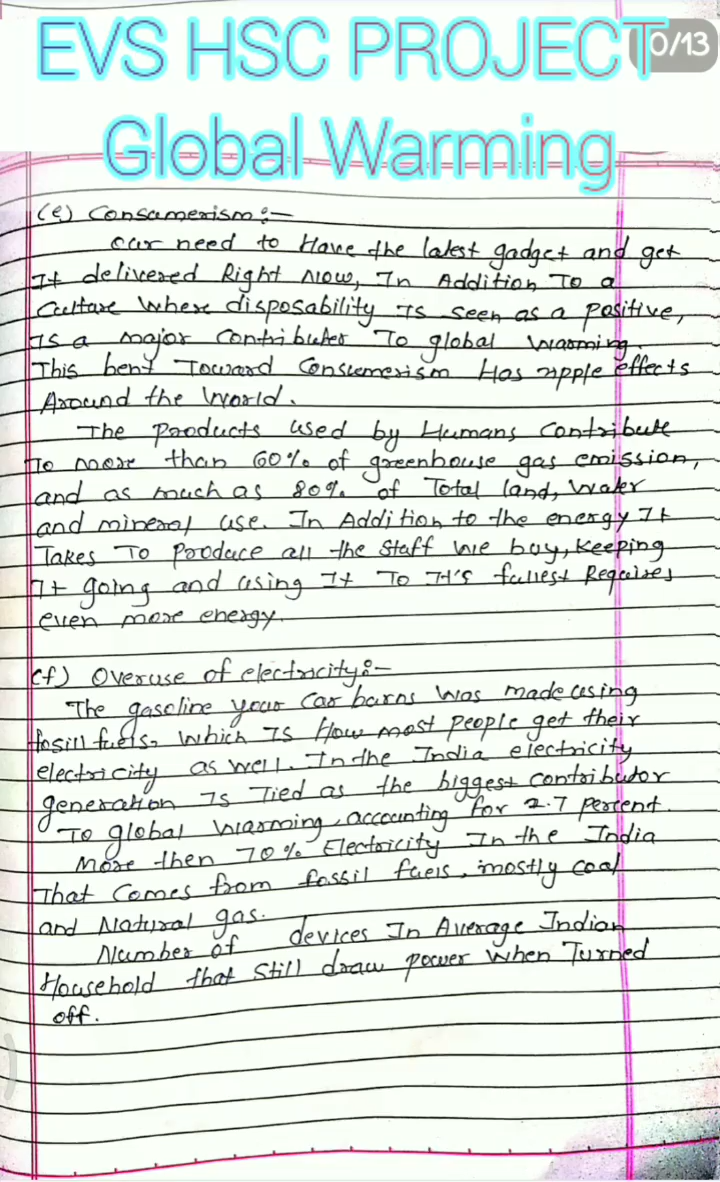 EVS HSC PROJECT
0/13
Global Warming
(e) Consumerism :-
our need to Have the latest gadget and get
It delivered Right Now, In Addition To a
Culture Where disposability Is seen as a positive,
Is a major Contributer To global warming.
This bent Toward Consumerism Has ripple effects
Around the World.
The Products used by Humans Contribute
To more than 60% of greenhouse gas emission,
and as much as 80% of Total land, Water
and mineral use. In Addition to the energy It
Takes To Produce all the Stuff We buy, Keeping
It going and using It To It's fullest Requires
even more energy.
(f) Overuse of electricity :-
The gasoline your Car burns Was made using
fosill fuels, Which Is How most people get their
electricity as well. In the India electricity
generation Is Tied as the biggest contributor
To global Warming, accounting for 2.7 percent.
More then 70% Electricity In the India
That Comes from fossil fuels, mostly coal
and Natural gas.
Number of devices In Average Indian
Household that Still draw power When Turned
off.